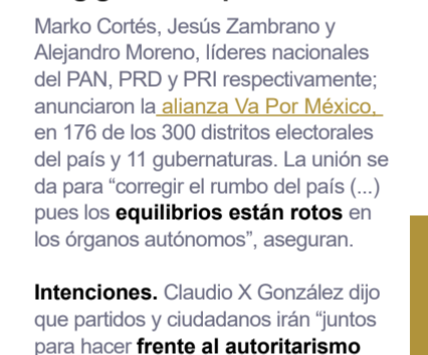 Marko Cortés, Jesús Zambrano y
Alejandro Moreno, líderes nacionales
del PAN, PRD y PRI respectivamente;
anunciaron la alianza Va Por México,
en 176 de los 300 distritos electorales
del país y 11 gubernaturas. La unión se
da para “corregir el rumbo del país (...)
pues los equilibrios están rotos en
los órganos autónomos”, aseguran.
Intenciones. Claudio X González dijo
que partidos y ciudadanos irán “juntos
para hacer frente al autoritarismo